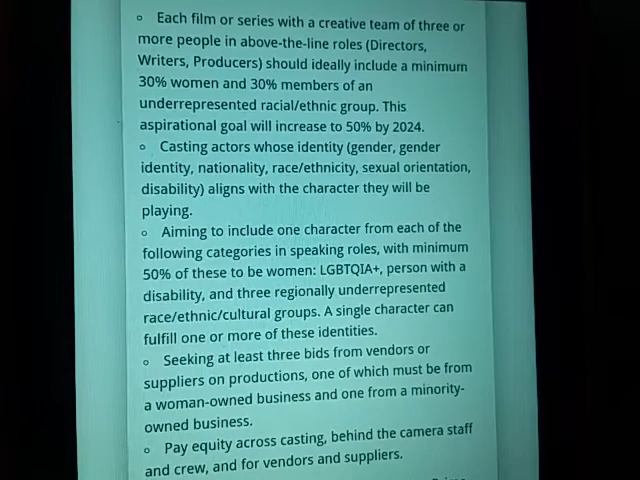 ◦ Each film or series with a creative team of three or
more people in above-the-line roles (Directors,
Writers, Producers) should ideally include a minimum
30% women and 30% members of an
underrepresented racial/ethnic group. This
aspirational goal will increase to 50% by 2024.
◦ Casting actors whose identity (gender, gender
identity, nationality, race/ethnicity, sexual orientation,
disability) aligns with the character they will be
playing.
◦ Aiming to include one character from each of the
following categories in speaking roles, with minimum
50% of these to be women: LGBTQIA+, person with a
disability, and three regionally underrepresented
race/ethnic/cultural groups. A single character can
fulfill one or more of these identities.
◦ Seeking at least three bids from vendors or
suppliers on productions, one of which must be from
a woman-owned business and one from a minority-
owned business.
◦ Pay equity across casting, behind the camera staff
and crew, and for vendors and suppliers.